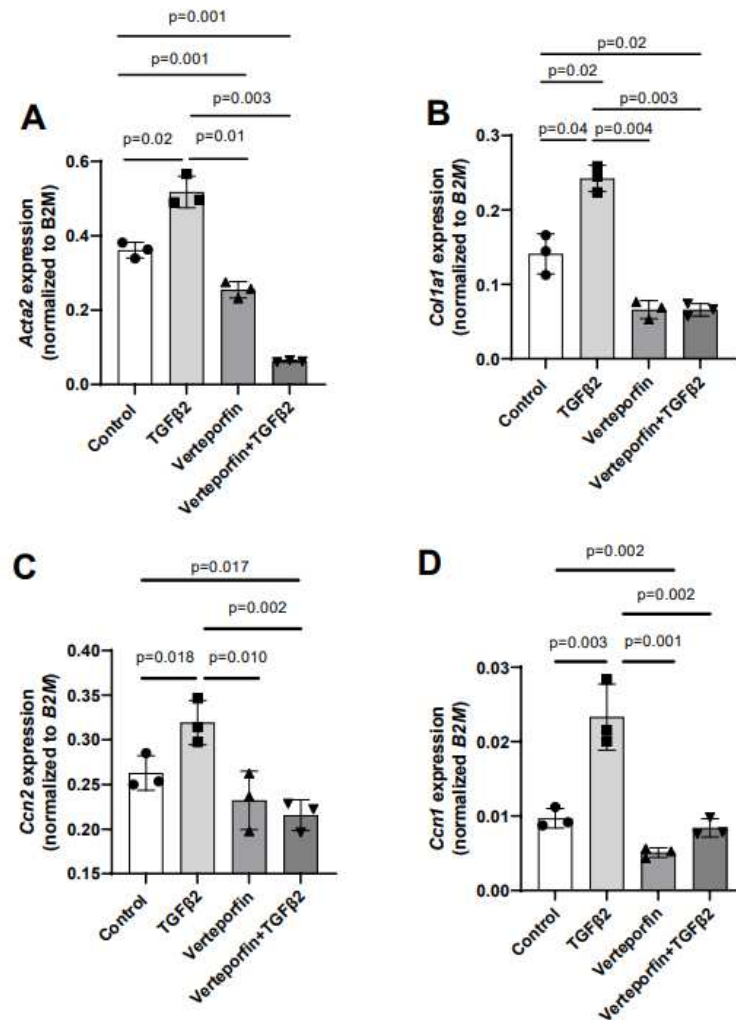 A
p=0.001
p=0.001
p=0.003
p=0.02 p=0.01
Acta2 expression
(normalized to B2M)
0.6
0.4
0.2
0.0
Control
TGFβ2
Verteporfin
Verteporfin+TGFβ2
B
p=0.02
p=0.02
p=0.003
p=0.04 p=0.004
Col1a1 expression
(normalized to B2M)
0.3
0.2
0.1
0.0
Control
TGFβ2
Verteporfin
Verteporfin+TGFβ2
C
p=0.017
p=0.002
p=0.018 p=0.010
Ccn2 expression
(normalized to B2M)
0.40
0.35
0.30
0.25
0.20
0.15
Control
TGFβ2
Verteporfin
Verteporfin+TGFβ2
D
p=0.002
p=0.002
p=0.003 p=0.001
Ccn1 expression
(normalized B2M)
0.03
0.02
0.01
0.00
Control
TGFβ2
Verteporfin
Verteporfin+TGFβ2